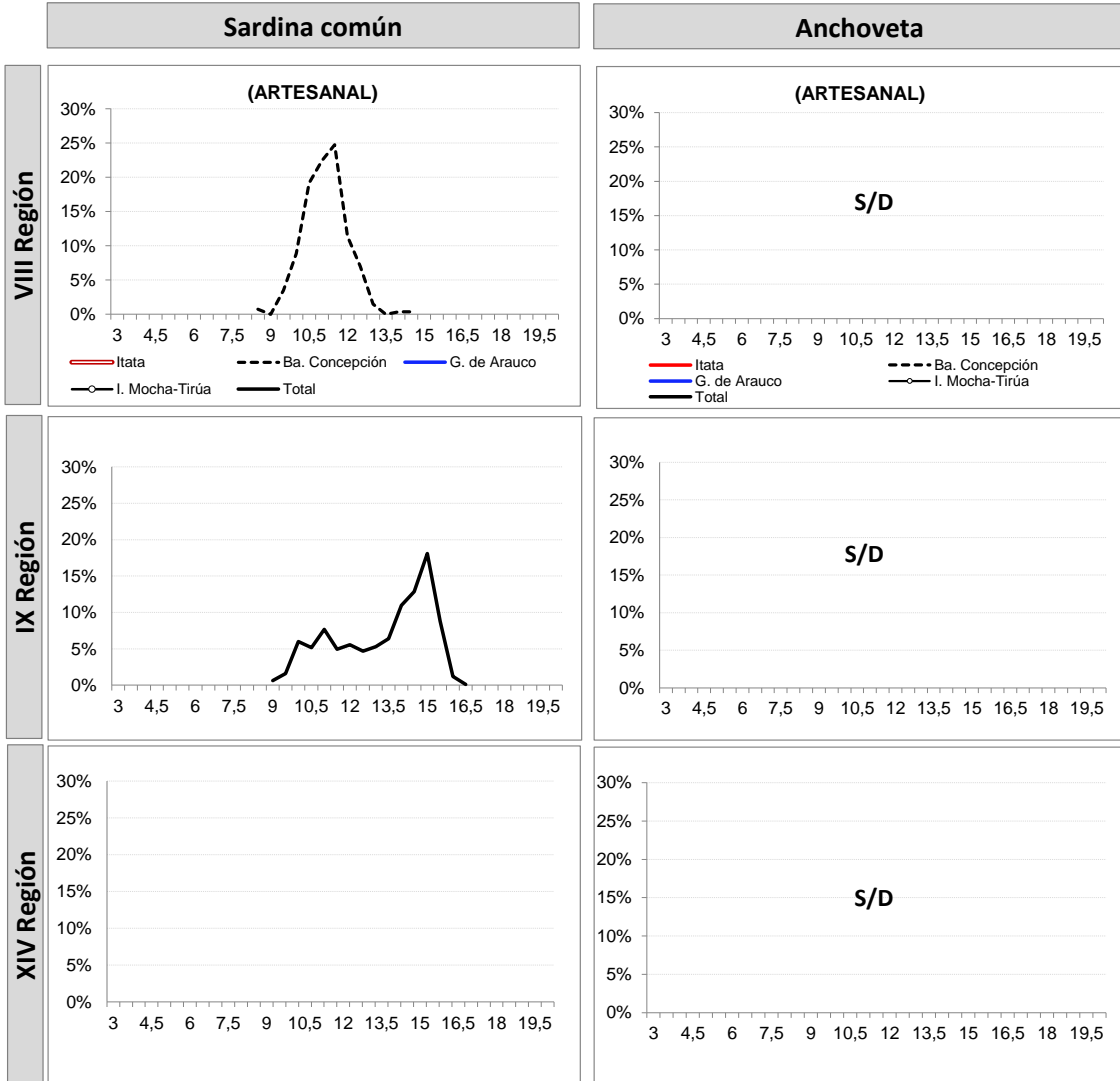 Sardina común
Anchoveta
VIII Región
(ARTESANAL)
30%
25%
20%
15%
10%
5%
0%
3 4,5 6 7,5 9 10,5 12 13,5 15 16,5 18 19,5
Itata Ba. Concepción G. de Arauco
I. Mocha-Tirúa Total
(ARTESANAL)
30%
25%
20%
15%
10%
5%
0%
S/D
3 4,5 6 7,5 9 10,5 12 13,5 15 16,5 18 19,5
Itata Ba. Concepción
G. de Arauco I. Mocha-Tirúa
Total
IX Región
30%
25%
20%
15%
10%
5%
0%
3 4,5 6 7,5 9 10,5 12 13,5 15 16,5 18 19,5
30%
25%
20%
15%
10%
5%
0%
S/D
3 4,5 6 7,5 9 10,5 12 13,5 15 16,5 18 19,5
XIV Región
30%
25%
20%
15%
10%
5%
0%
3 4,5 6 7,5 9 10,5 12 13,5 15 16,5 18 19,5
30%
25%
20%
15%
10%
5%
0%
S/D
3 4,5 6 7,5 9 10,5 12 13,5 15 16,5 18 19,5